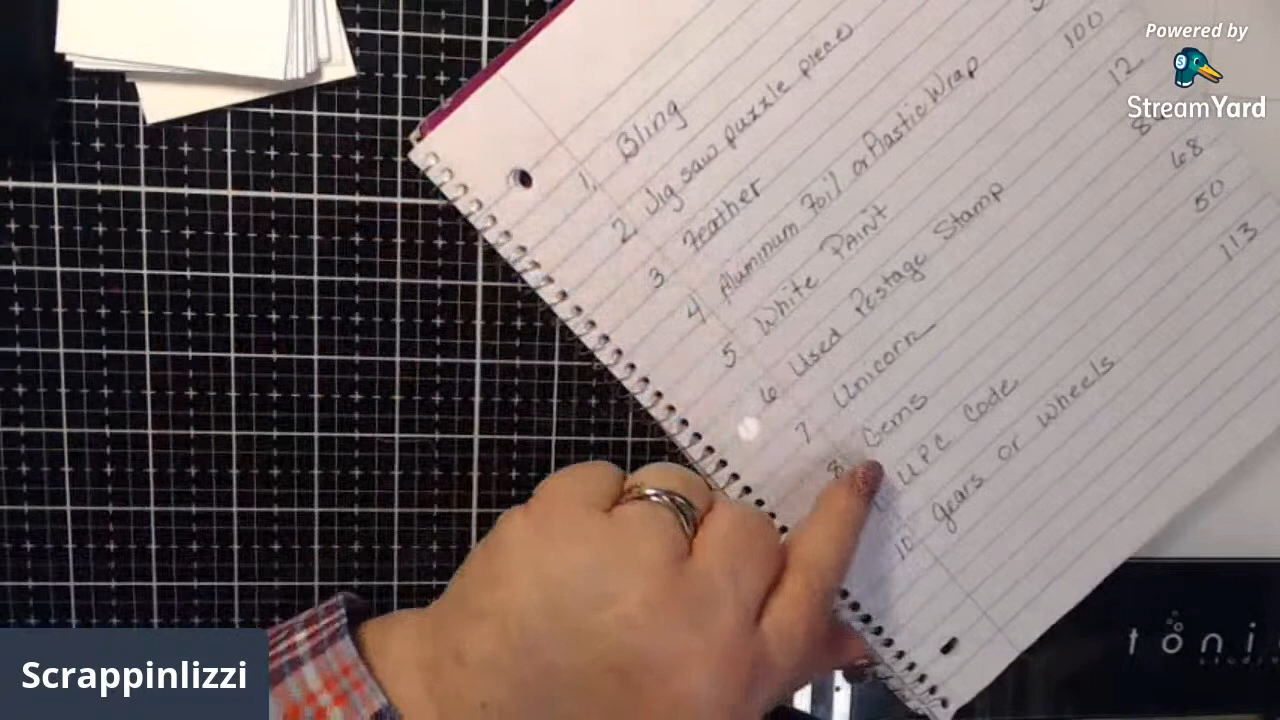 Powered by
StreamYard
1. Bling
2 Jig saw puzzle piece
3 Feather
4 Aluminum Foil or Plastic Wrap
5 White PAINT 100
6 Used Postage Stamp 12
7 Unicorn
8 Gems 68
UPC Code 50
10 gears or wheels 113
toni
studio
Scrappinlizzi